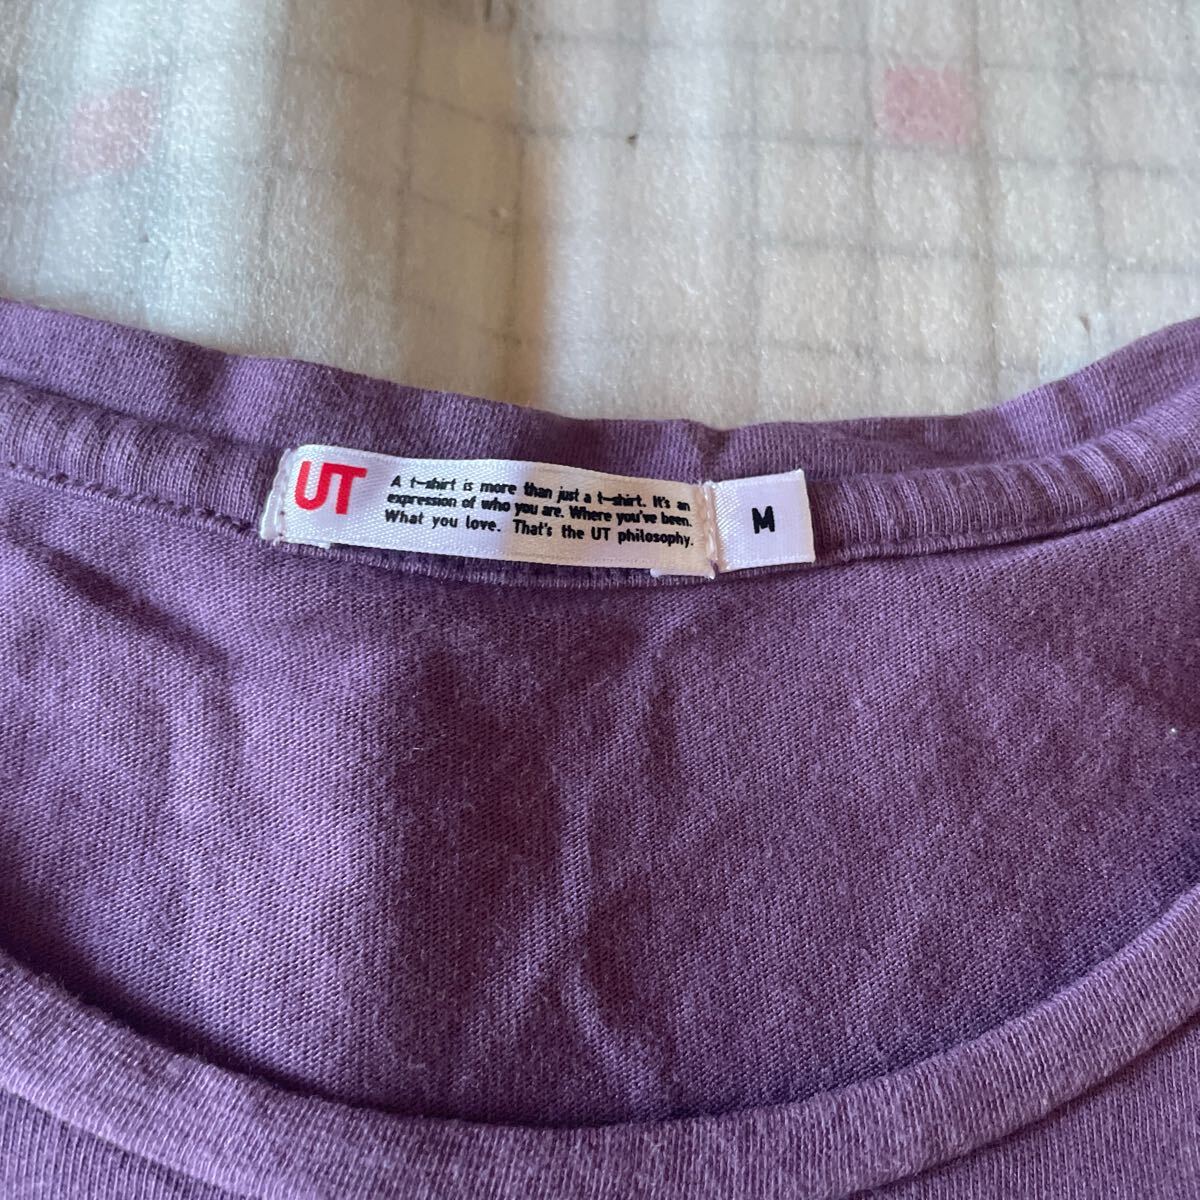 UT
A t-shirt is more than just a t-shirt. It's an
expression of who you are. Where you've been.
What you love. That's the UT philosophy.
M